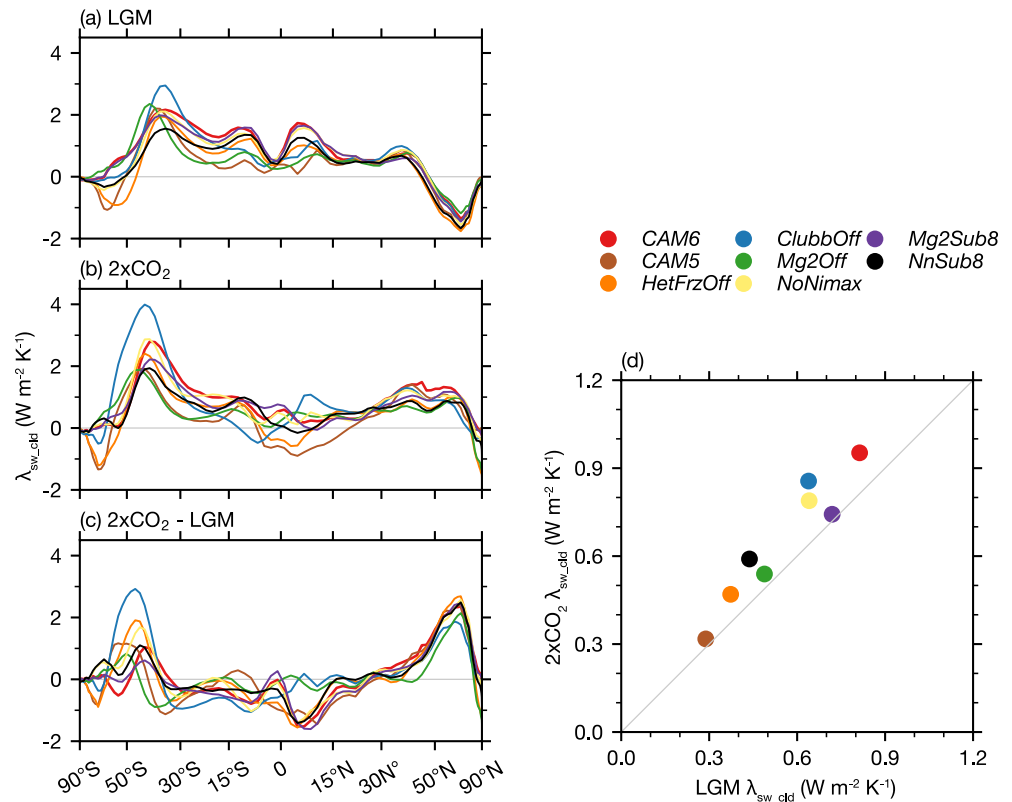 (a) LGM
4
2
0
-2
(b) 2xCO₂
4
2
0
-2
λsw_cld (W m⁻² K⁻¹)
(c) 2xCO₂ - LGM
4
2
0
-2
90°S 45°S 30°S 15°S 0 15°N 30N° 50°N 90°N
CAM6 ClubbOff Mg2Sub8
CAM5 Mg2Off NnSub8
HetFrzOff NoNimax
(d)
1.2
0.9
0.6
0.3
0.0
2xCO₂ λsw_cld (W m⁻² K⁻¹)
0.0 0.3 0.6 0.9 1.2
LGM λsw_cld (W m⁻² K⁻¹)